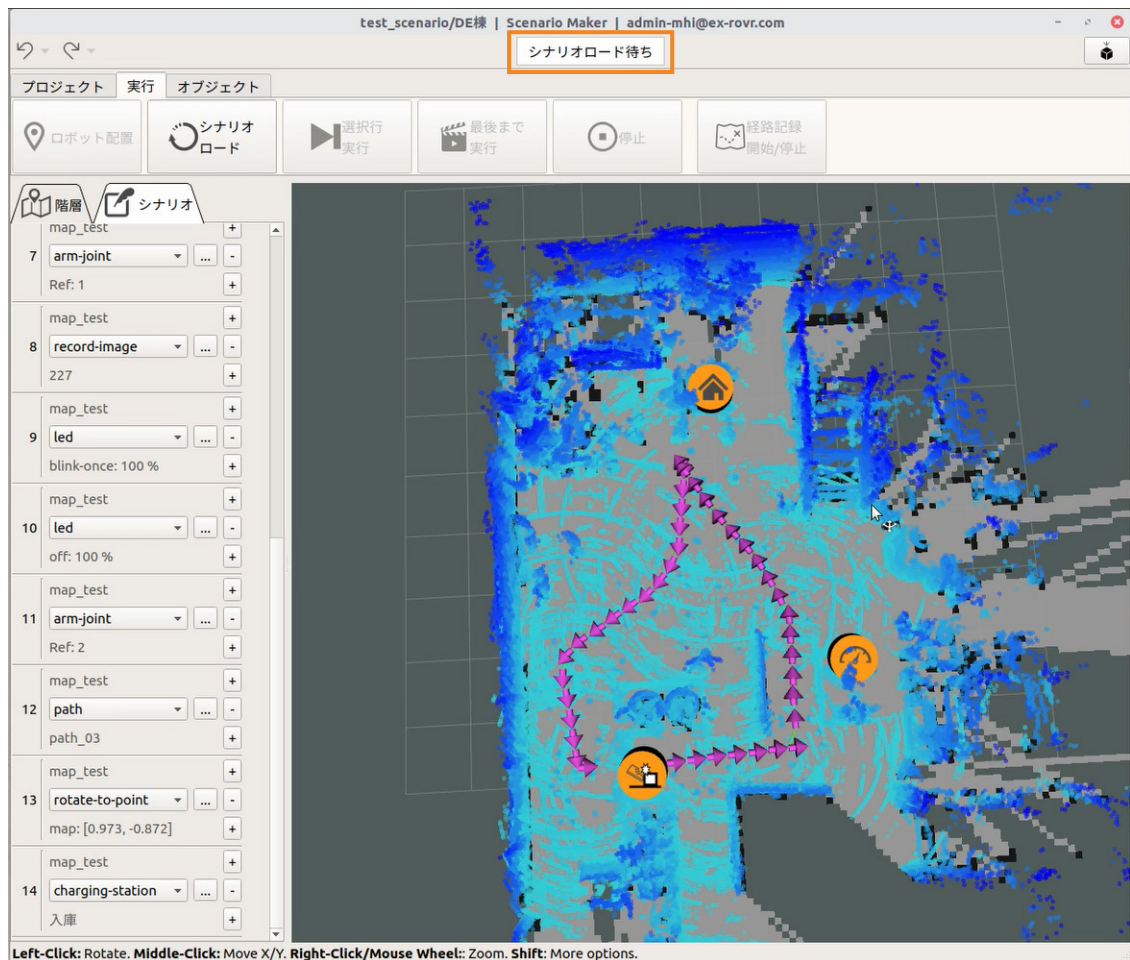 test_scenario/DE棟 | Scenario Maker | admin-mhi@ex-rovr.com
シナリオロード待ち
プロジェクト 実行 オブジェクト
ロボット配置
シナリオ
ロード
選択行
実行
最後まで
実行
停止
経路記録
開始/停止
階層 シナリオ
map_test +
7 arm-joint ... -
Ref: 1 +
map_test +
8 record-image ... -
227 +
map_test +
9 led ... -
blink-once: 100 % +
map_test +
10 led ... -
off: 100 % +
map_test +
11 arm-joint ... -
Ref: 2 +
map_test +
12 path ... -
path_03 +
map_test +
13 rotate-to-point ... -
map: [0.973, -0.872] +
map_test +
14 charging-station ... -
入庫 +
Left-Click: Rotate. Middle-Click: Move X/Y. Right-Click/Mouse Wheel:: Zoom. Shift: More options.